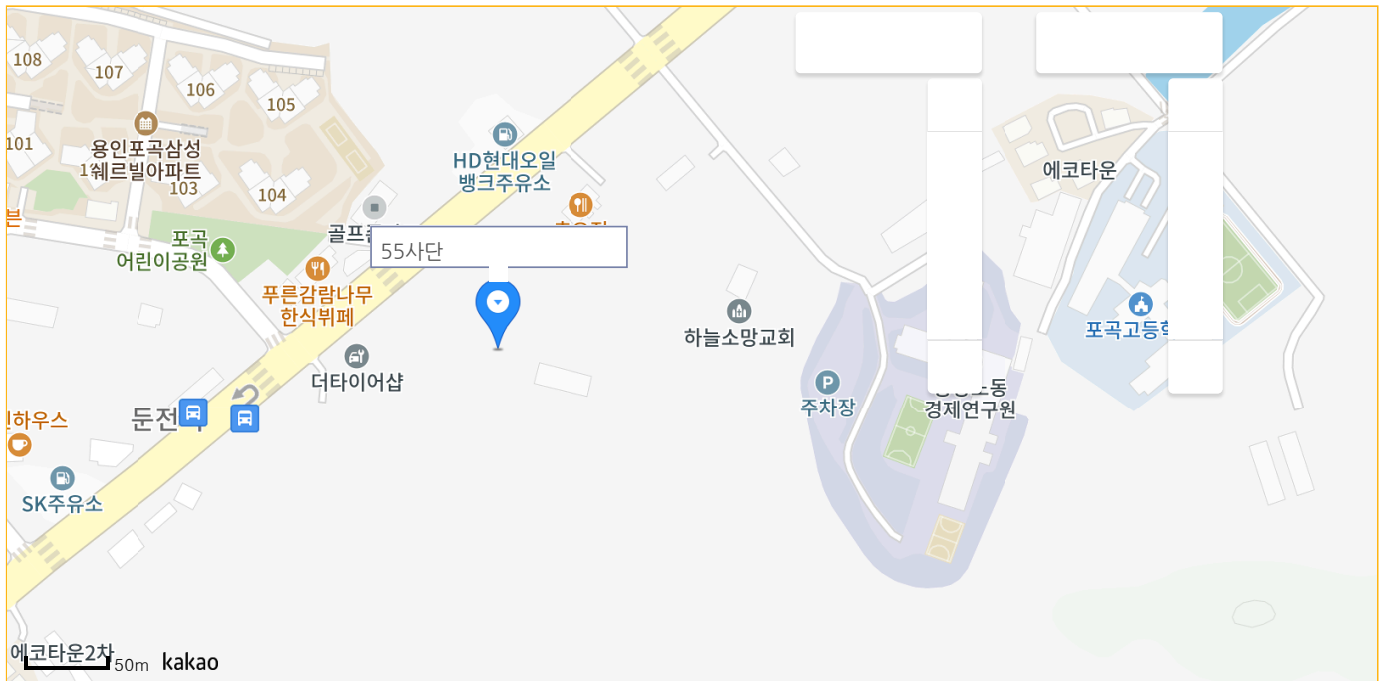 108
107
106
105
101
용인포곡삼성
쉐르빌아파트
103
104
HD현대오일
뱅크주유소
에코타운
골프존
55사단
포곡
어린이공원
푸른감람나무
한식뷔페
하늘소망교회
포곡고등학
더타이어샵
주차장
경제연구원
둔전
SK주유소
에코타운2차
50m
kakao